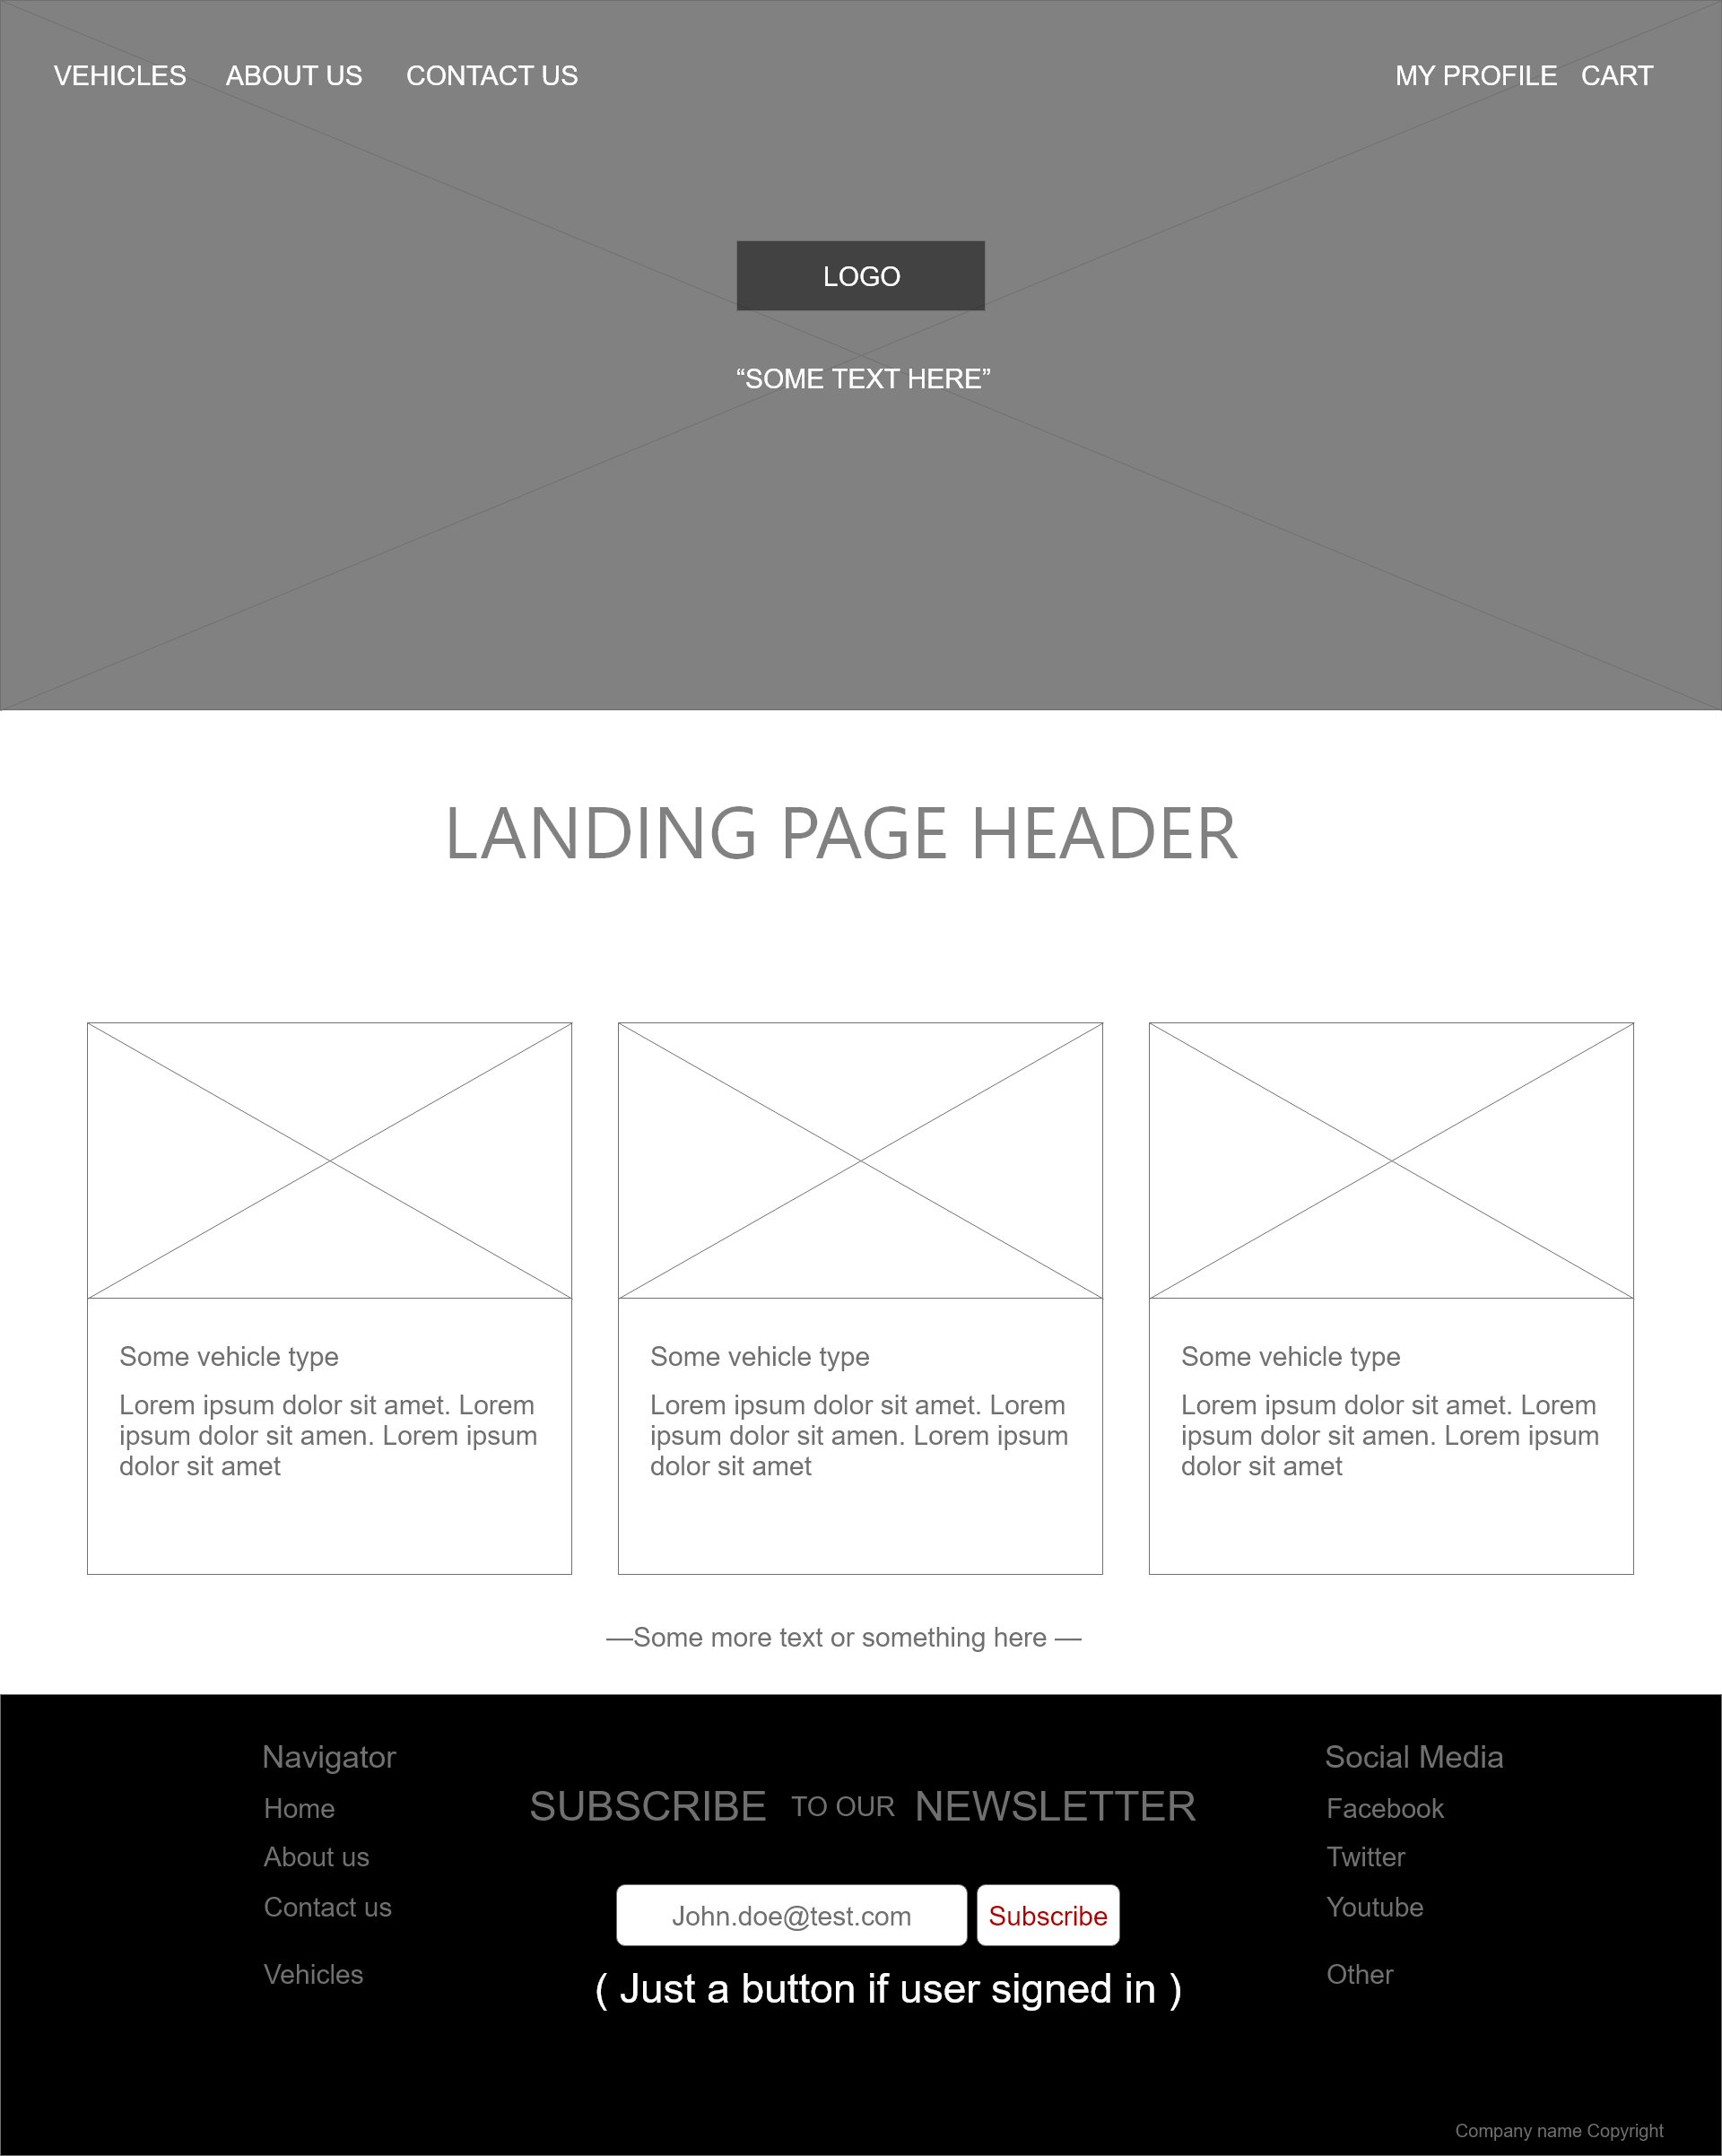 VEHICLES ABOUT US CONTACT US MY PROFILE CART
LOGO
“SOME TEXT HERE”
LANDING PAGE HEADER
Some vehicle type
Lorem ipsum dolor sit amet. Lorem
ipsum dolor sit amen. Lorem ipsum
dolor sit amet
Some vehicle type
Lorem ipsum dolor sit amet. Lorem
ipsum dolor sit amen. Lorem ipsum
dolor sit amet
Some vehicle type
Lorem ipsum dolor sit amet. Lorem
ipsum dolor sit amen. Lorem ipsum
dolor sit amet
—Some more text or something here —
Navigator
Home
About us
Contact us
Vehicles
SUBSCRIBE TO OUR NEWSLETTER
John.doe@test.com Subscribe
( Just a button if user signed in )
Social Media
Facebook
Twitter
Youtube
Other
Company name Copyright